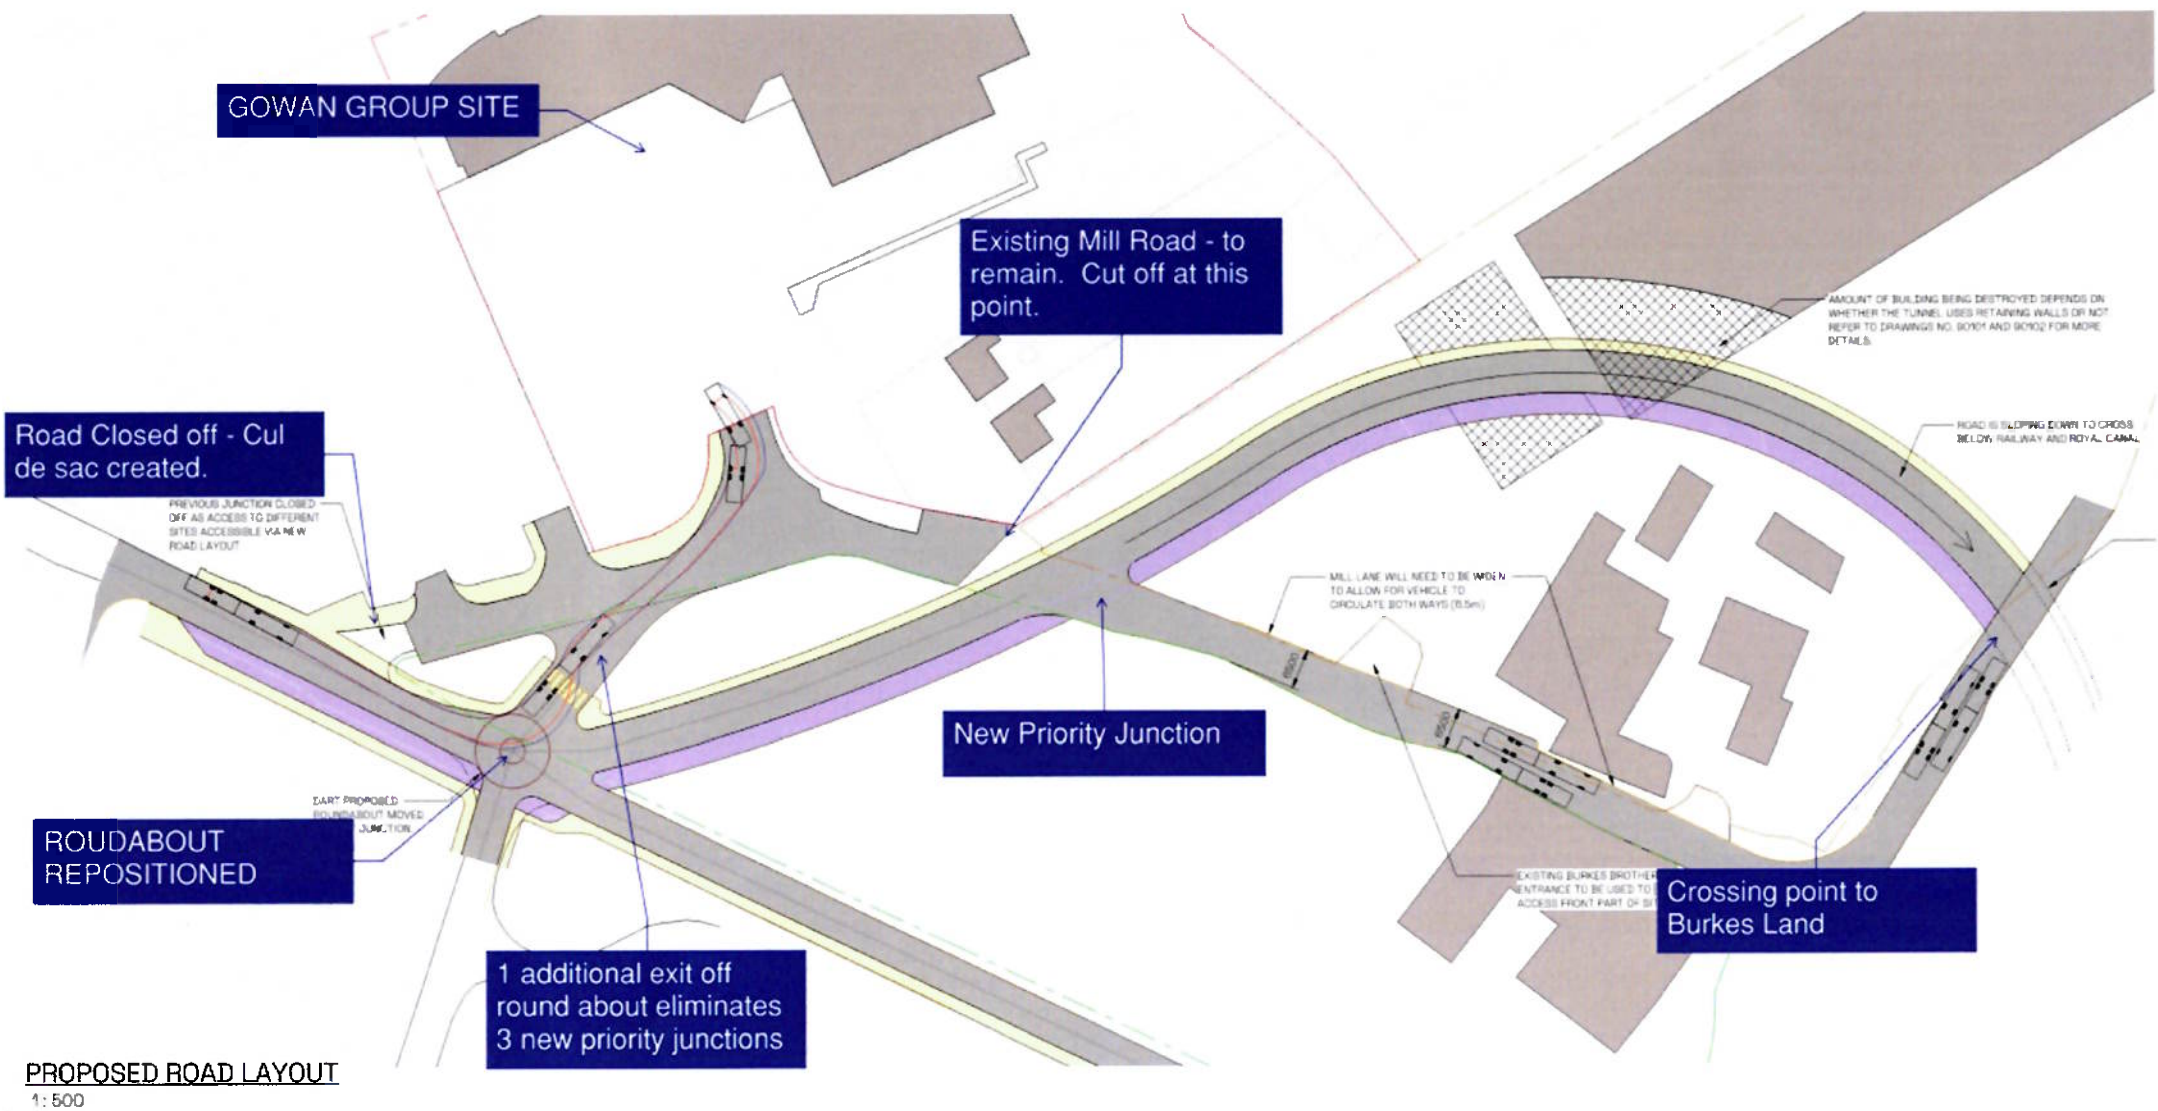 GOWAN GROUP SITE
Existing Mill Road - to
remain. Cut off at this
point.
AMOUNT OF BUILDING BEING DESTROYED DEPENDS ON
WHETHER THE TUNNEL USES RETAINING WALLS OR NOT
REFER TO DRAWINGS NO. 90101 AND 90102 FOR MORE
DETAILS.
Road Closed off - Cul
de sac created.
ROAD IS SLOPING DOWN TO CROSS
BELOW RAILWAY AND ROYAL CANAL
PREVIOUS JUNCTION CLOSED
OFF AS ACCESS TO DIFFERENT
SITES ACCESSIBLE VIA NEW
ROAD LAYOUT
MILL LANE WILL NEED TO BE WIDEN
TO ALLOW FOR VEHICLE TO
CIRCULATE BOTH WAYS (6.5m)
6500
6500
New Priority Junction
DART PROPOSED
ROUNDABOUT MOVED
JUNCTION
ROUDABOUT
REPOSITIONED
EXISTING BURKES BROTHER
ENTRANCE TO BE USED TO
ACCESS FRONT PART OF
Crossing point to
Burkes Land
1 additional exit off
round about eliminates
3 new priority junctions
PROPOSED ROAD LAYOUT
1:500